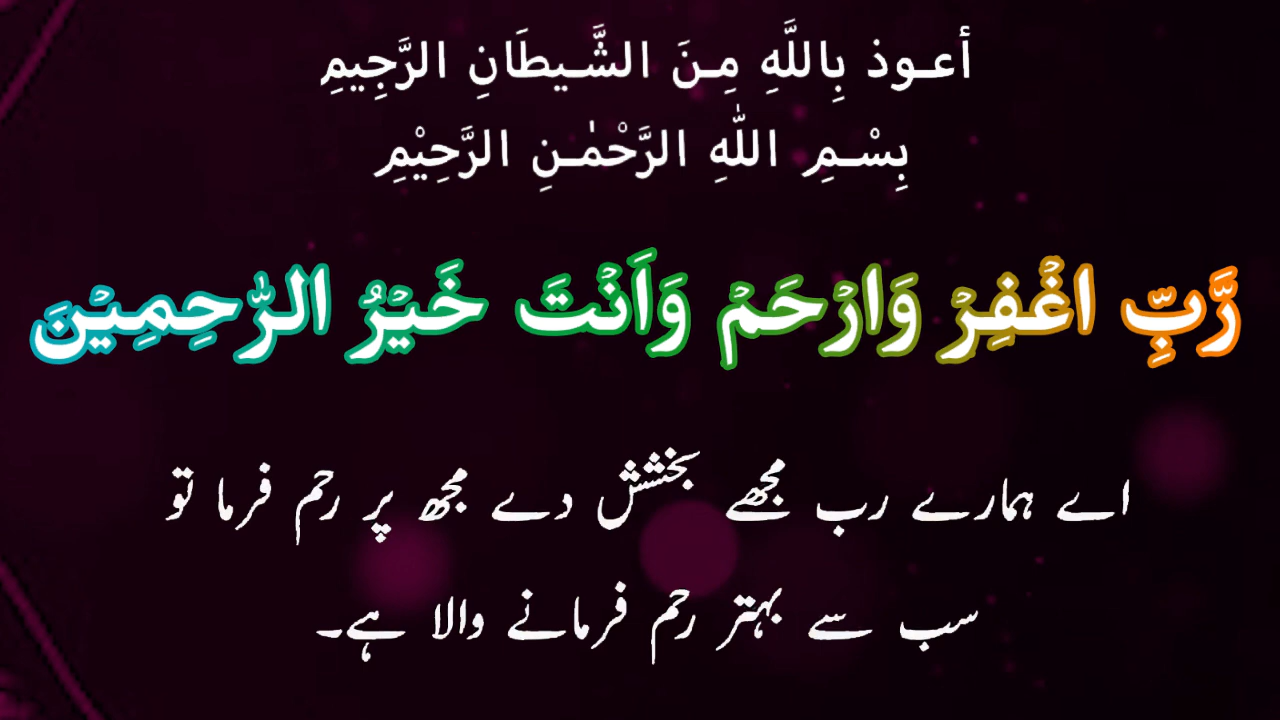 أعـوذ بِاللَّهِ مِـنَ الشَّـيطَانِ الرَّجِيمِ
بِسْـمِ اللّٰهِ الرَّحْمٰـنِ الرَّحِيْمِ
رَّبِّ اغْفِرْ وَارْحَمْ وَاَنْتَ خَيْرُ الرّٰحِمِيْنَ
اے ہمارے رب مجھے بخشش دے مجھ پر رحم فرما تو
سب سے بہتر رحم فرمانے والا ہے۔